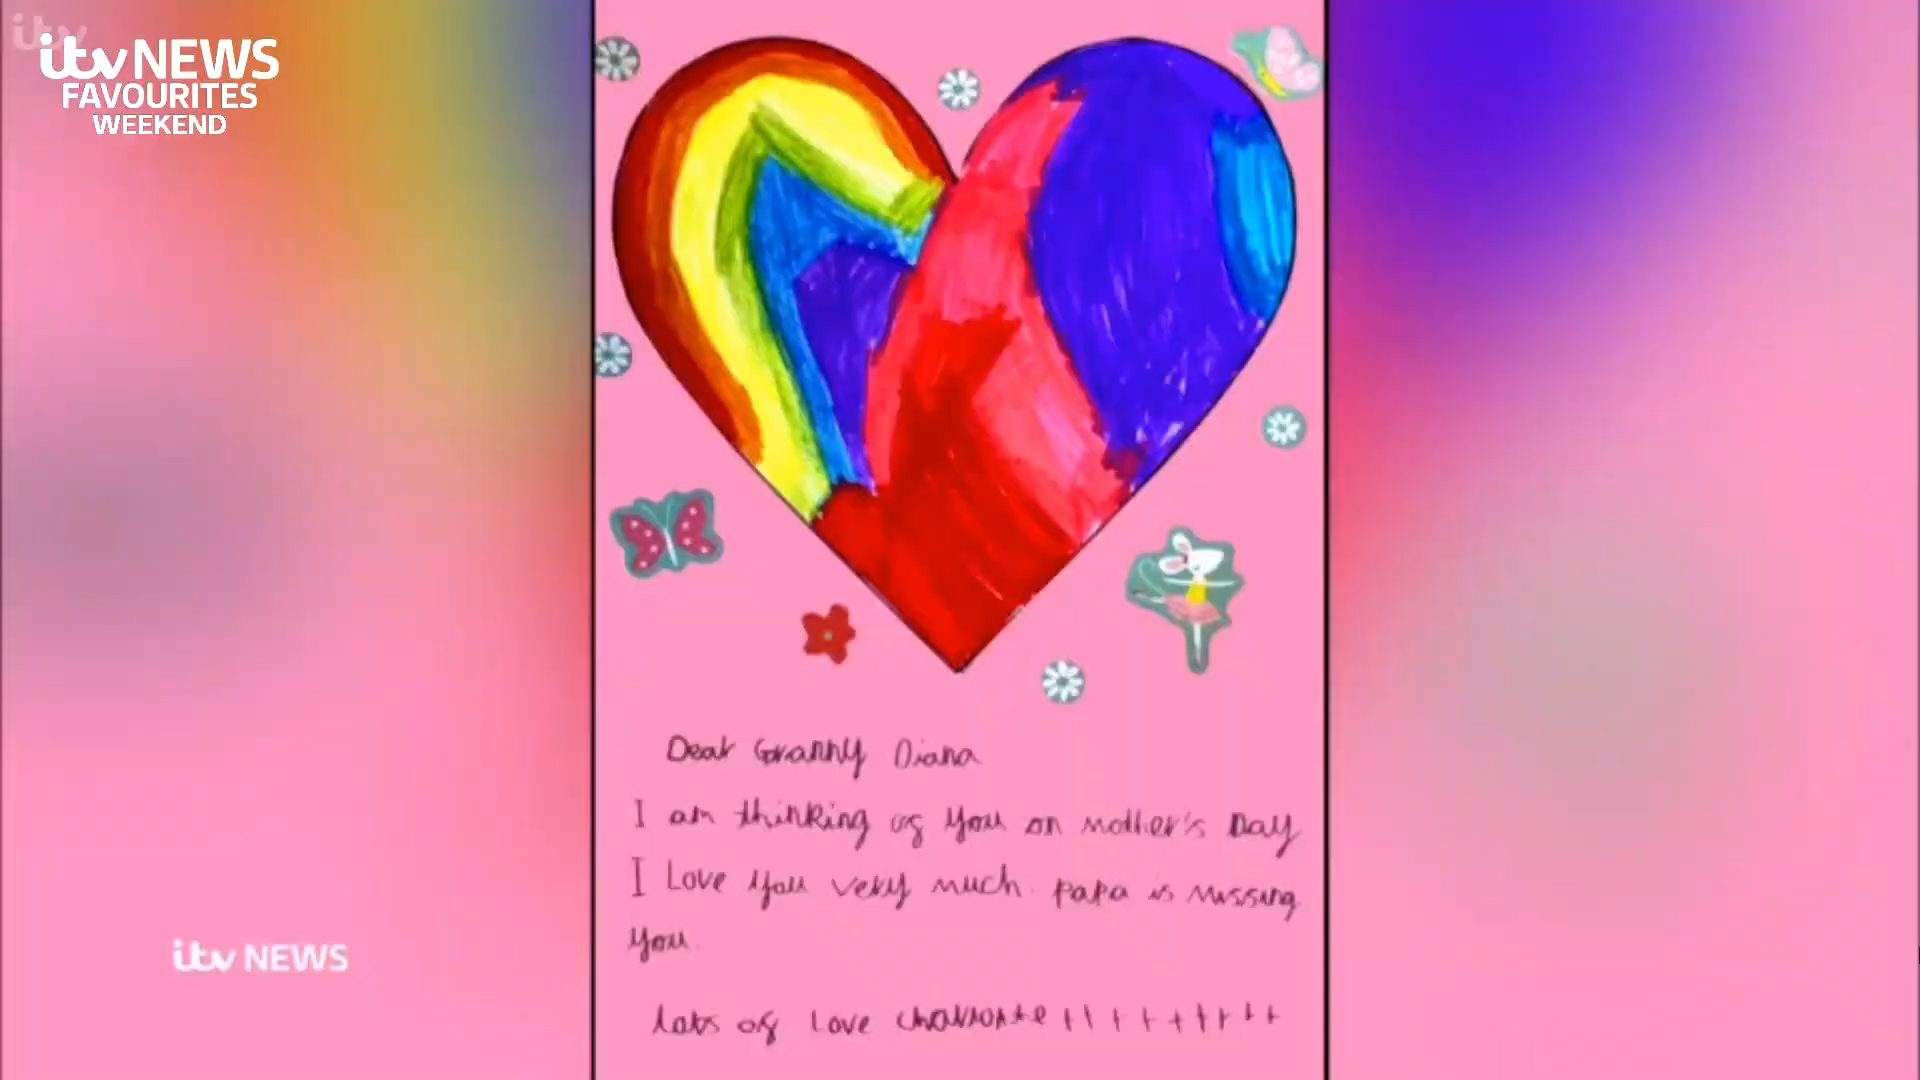 itv
itv NEWS
FAVOURITES
WEEKEND
Dear Granny Diana
I am thinking of you on mother's Day
I Love you very much. papa is missing
you.
lots of love charlotte
itv NEWS